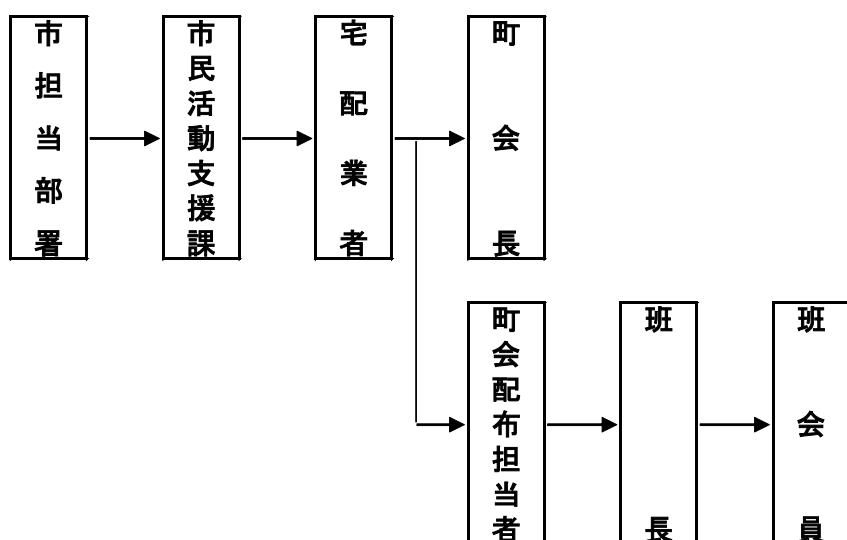 市担当部署
市民活動支援課
宅配業者
町会長
町会配布担当者
班長
班会員